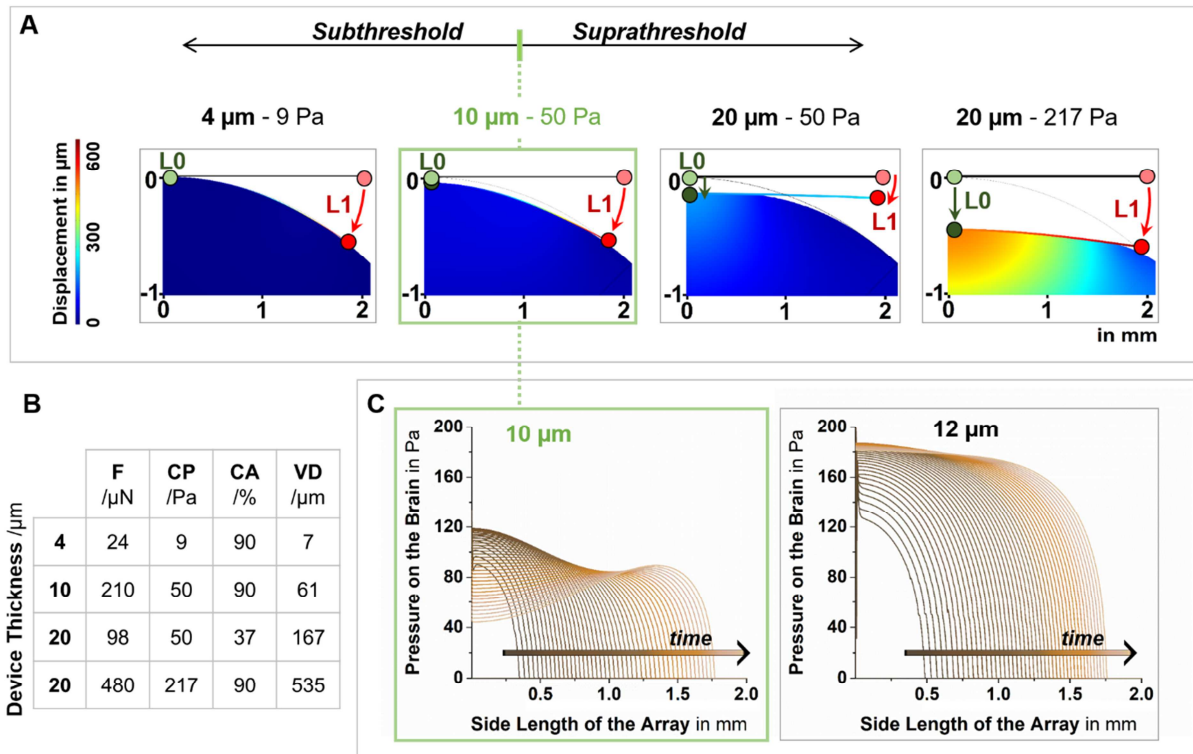 A
Subthreshold Suprathreshold
4 µm - 9 Pa 10 µm - 50 Pa 20 µm - 50 Pa 20 µm - 217 Pa
Displacement in µm
600
300
0
L0
L1
0
-1
0 1 2
L0
L1
0
-1
0 1 2
L0
L1
0
-1
0 1 2
L0
L1
0
-1
0 1 2
in mm
B
Device Thickness /µm
F /µN CP /Pa CA /% VD /µm
4 24 9 90 7
10 210 50 90 61
20 98 50 37 167
20 480 217 90 535
C
10 µm
Pressure on the Brain in Pa
200
160
120
80
40
0
time
0.5 1.0 1.5 2.0
Side Length of the Array in mm
12 µm
Pressure on the Brain in Pa
200
160
120
80
40
0
time
0.5 1.0 1.5 2.0
Side Length of the Array in mm